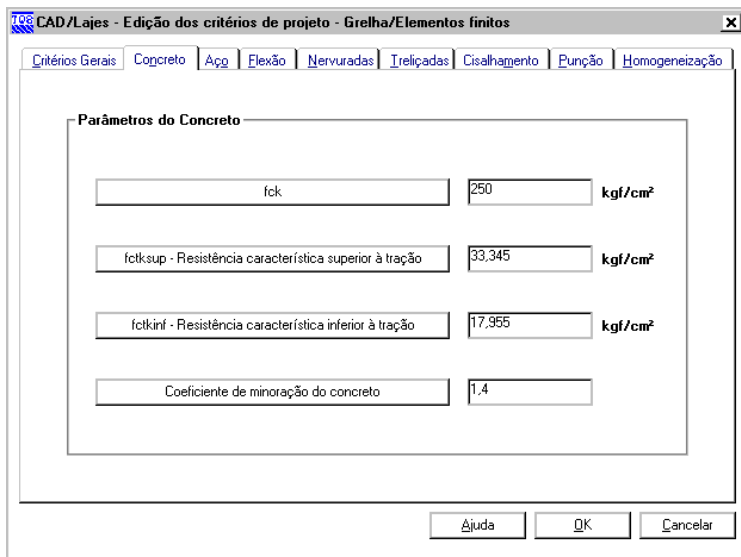 TQS CAD/Lajes - Edição dos critérios de projeto - Grelha/Elementos finitos
Critérios Gerais Concreto Aço Flexão Nervuradas Treliçadas Cisalhamento Punção Homogeneização
Parâmetros do Concreto
fck 250 kgf/cm²
fctksup - Resistência característica superior à tração 33,345 kgf/cm²
fctkinf - Resistência característica inferior à tração 17,955 kgf/cm²
Coeficiente de minoração do concreto 1,4
Ajuda OK Cancelar